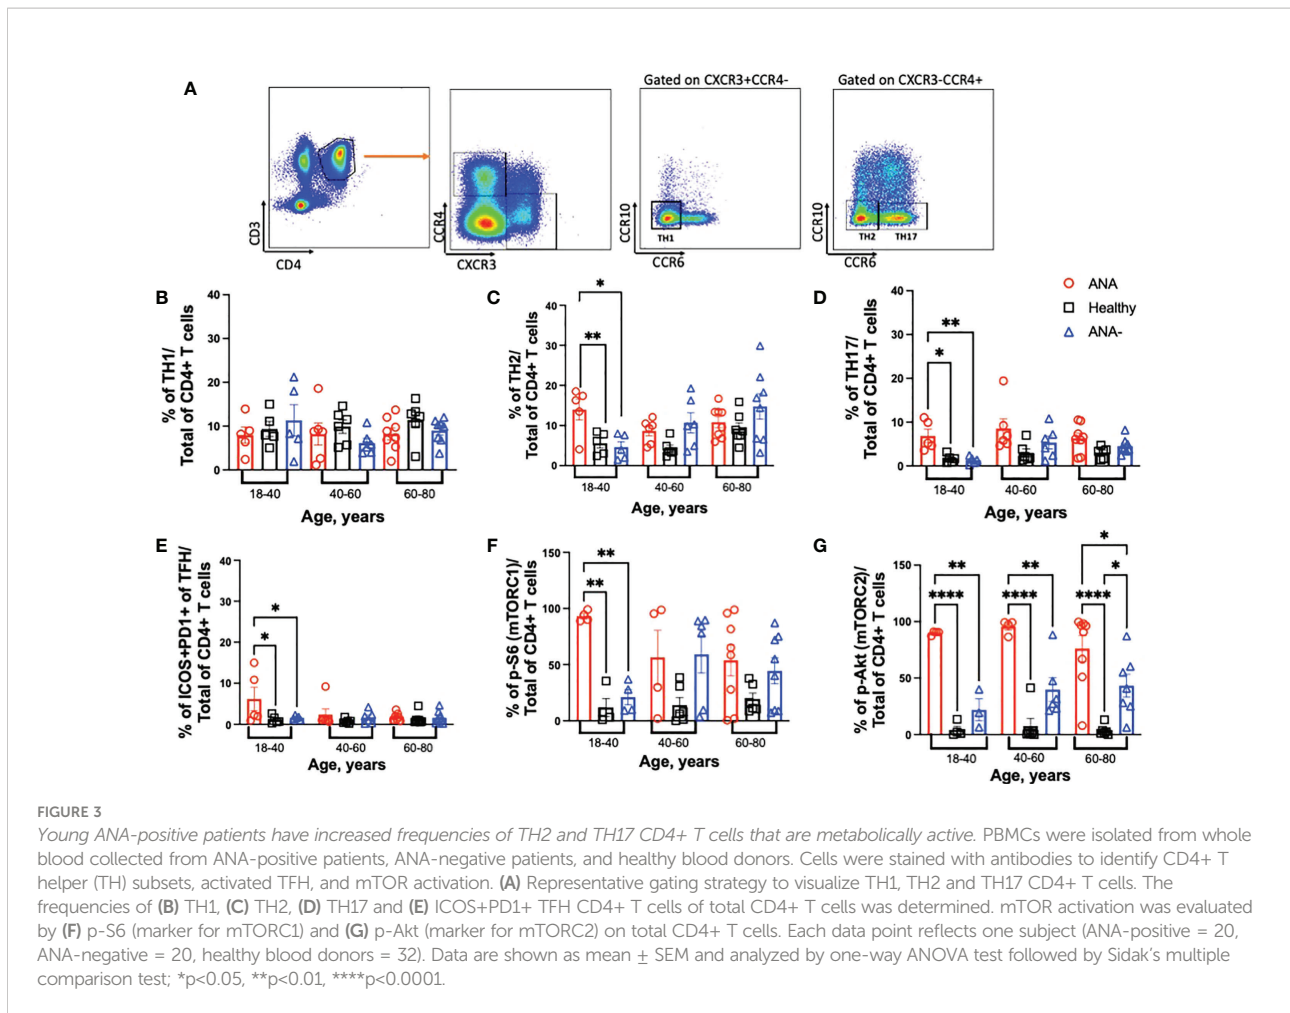 A
Gated on CXCR3+CCR4-
Gated on CXCR3-CCR4+
CD3
CD4
CCR4
CXCR3
CCR10
TH1
CCR6
CCR10
TH2 TH17
CCR6
B
% of TH1/
Total of CD4+ T cells
40
30
20
10
0
18-40 40-60 60-80
Age, years
C
% of TH2/
Total of CD4+ T cells
40
30
20
10
0
*
**
18-40 40-60 60-80
Age, years
D
% of TH17/
Total of CD4+ T cells
40
30
20
10
0
**
*
18-40 40-60 60-80
Age, years
ANA
Healthy
ANA-
E
% of ICOS+PD1+ of TFH/
Total of CD4+ T cells
40
30
20
10
0
*
*
18-40 40-60 60-80
Age, years
F
% of p-S6 (mTORC1)/
Total of CD4+ T cells
150
100
50
0
**
**
18-40 40-60 60-80
Age, years
G
% of p-Akt (mTORC2)/
Total of CD4+ T cells
150
100
50
0
**
****
**
****
*
*
****
18-40 40-60 60-80
Age, years
FIGURE 3
Young ANA-positive patients have increased frequencies of TH2 and TH17 CD4+ T cells that are metabolically active. PBMCs were isolated from whole
blood collected from ANA-positive patients, ANA-negative patients, and healthy blood donors. Cells were stained with antibodies to identify CD4+ T
helper (TH) subsets, activated TFH, and mTOR activation. (A) Representative gating strategy to visualize TH1, TH2 and TH17 CD4+ T cells. The
frequencies of (B) TH1, (C) TH2, (D) TH17 and (E) ICOS+PD1+ TFH CD4+ T cells of total CD4+ T cells was determined. mTOR activation was evaluated
by (F) p-S6 (marker for mTORC1) and (G) p-Akt (marker for mTORC2) on total CD4+ T cells. Each data point reflects one subject (ANA-positive = 20,
ANA-negative = 20, healthy blood donors = 32). Data are shown as mean ± SEM and analyzed by one-way ANOVA test followed by Sidak’s multiple
comparison test; *p<0.05, **p<0.01, ****p<0.0001.